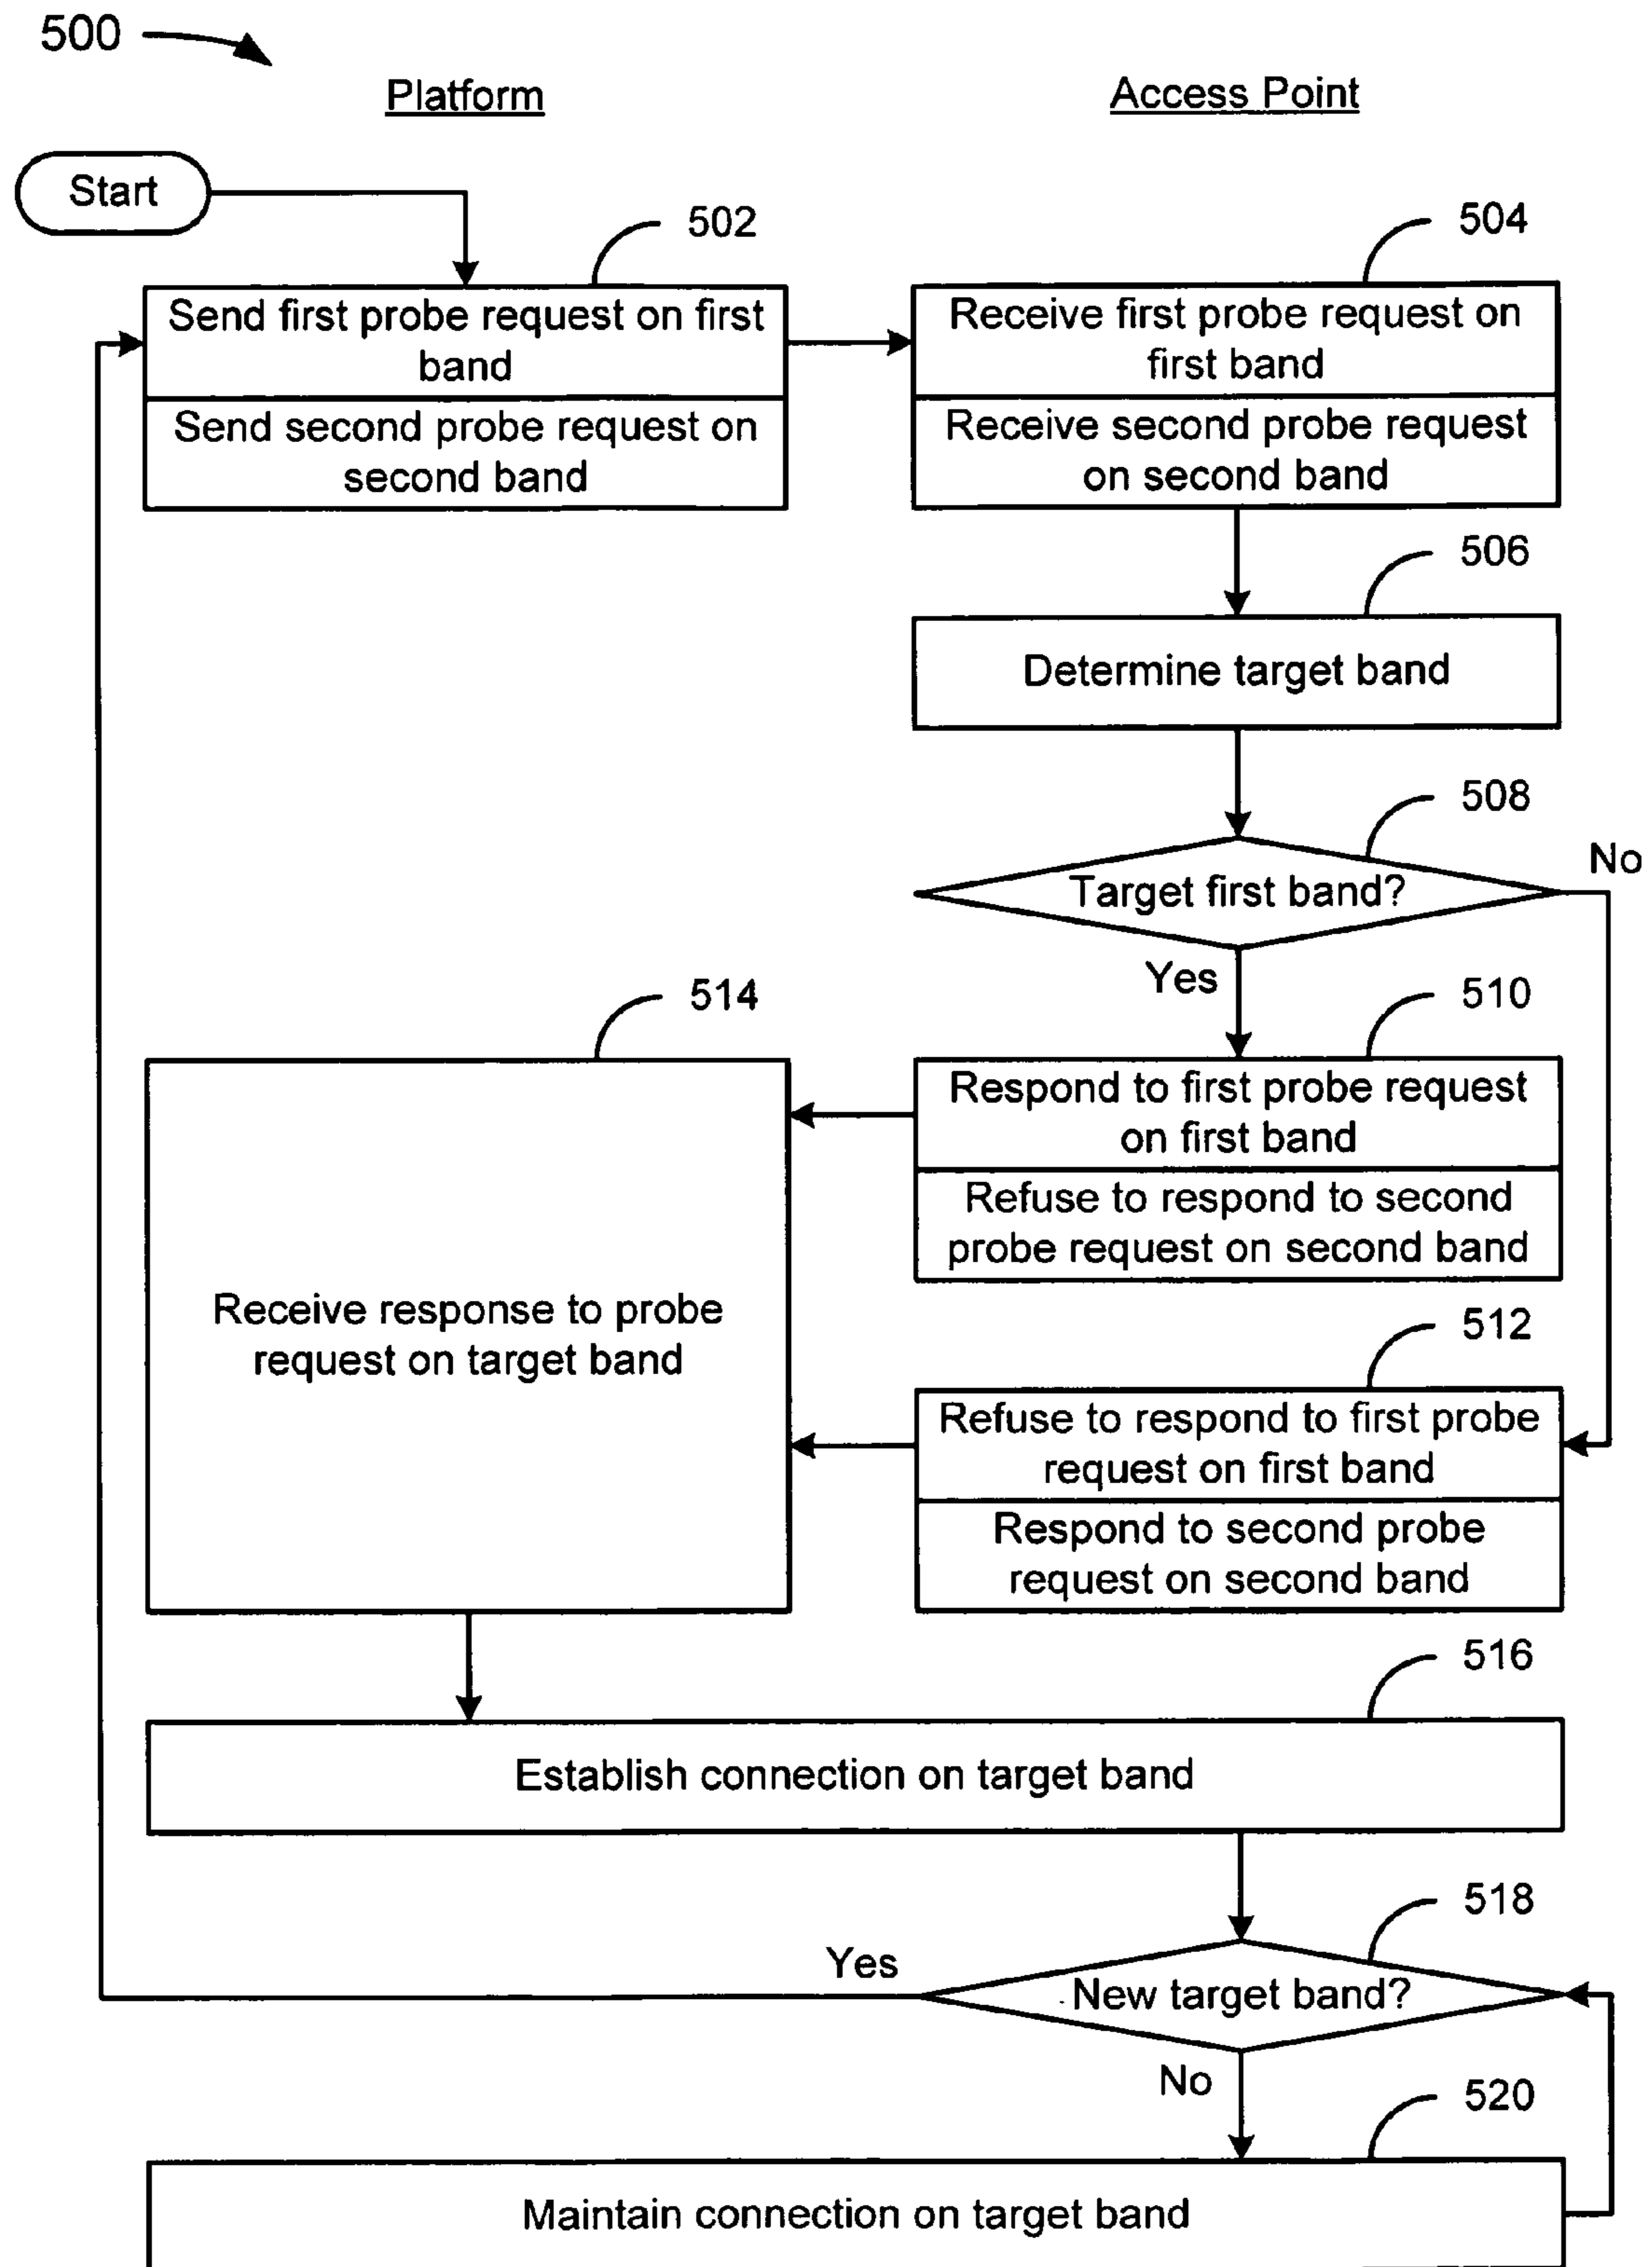 500
Platform
Access Point
Start
502
504
Send first probe request on first
band
Send second probe request on
second band
Receive first probe request on
first band
Receive second probe request
on second band
506
Determine target band
508
No
Target first band?
Yes
514
510
Respond to first probe request
on first band
Refuse to respond to second
probe request on second band
Receive response to probe
request on target band
512
Refuse to respond to first probe
request on first band
Respond to second probe
request on second band
516
Establish connection on target band
518
Yes
New target band?
No
520
Maintain connection on target band